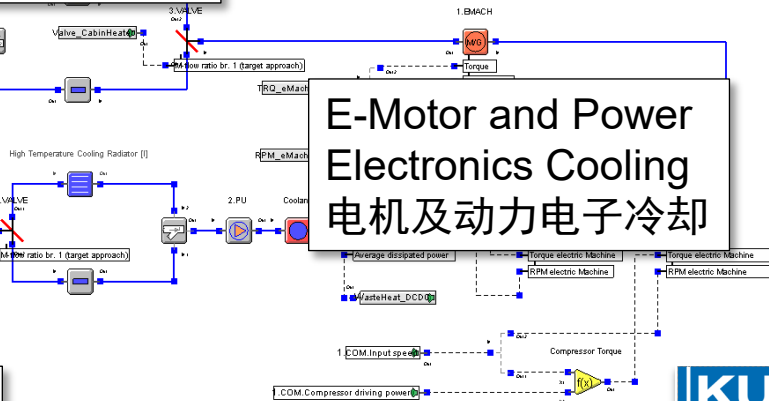 3.VALVE
1.EMACH
Valve_CabinHeater
M-flow ratio br. 1 (target approach)
M/G
Torque
TRQ_eMach
E-Motor and Power
Electronics Cooling
电机及动力电子冷却
High Temperature Cooling Radiator [l]
RPM_eMach
VALVE
2.PU
Coolan
M-flow ratio br. 1 (target approach)
Average dissipated power
Torque electric Machine
Torque electric Machine
RPM electric Machine
RPM electric Machine
WasteHeat_DCDC
1.COM.Input speed
Compressor Torque
f(x)
1.COM.Compressor driving power
KU